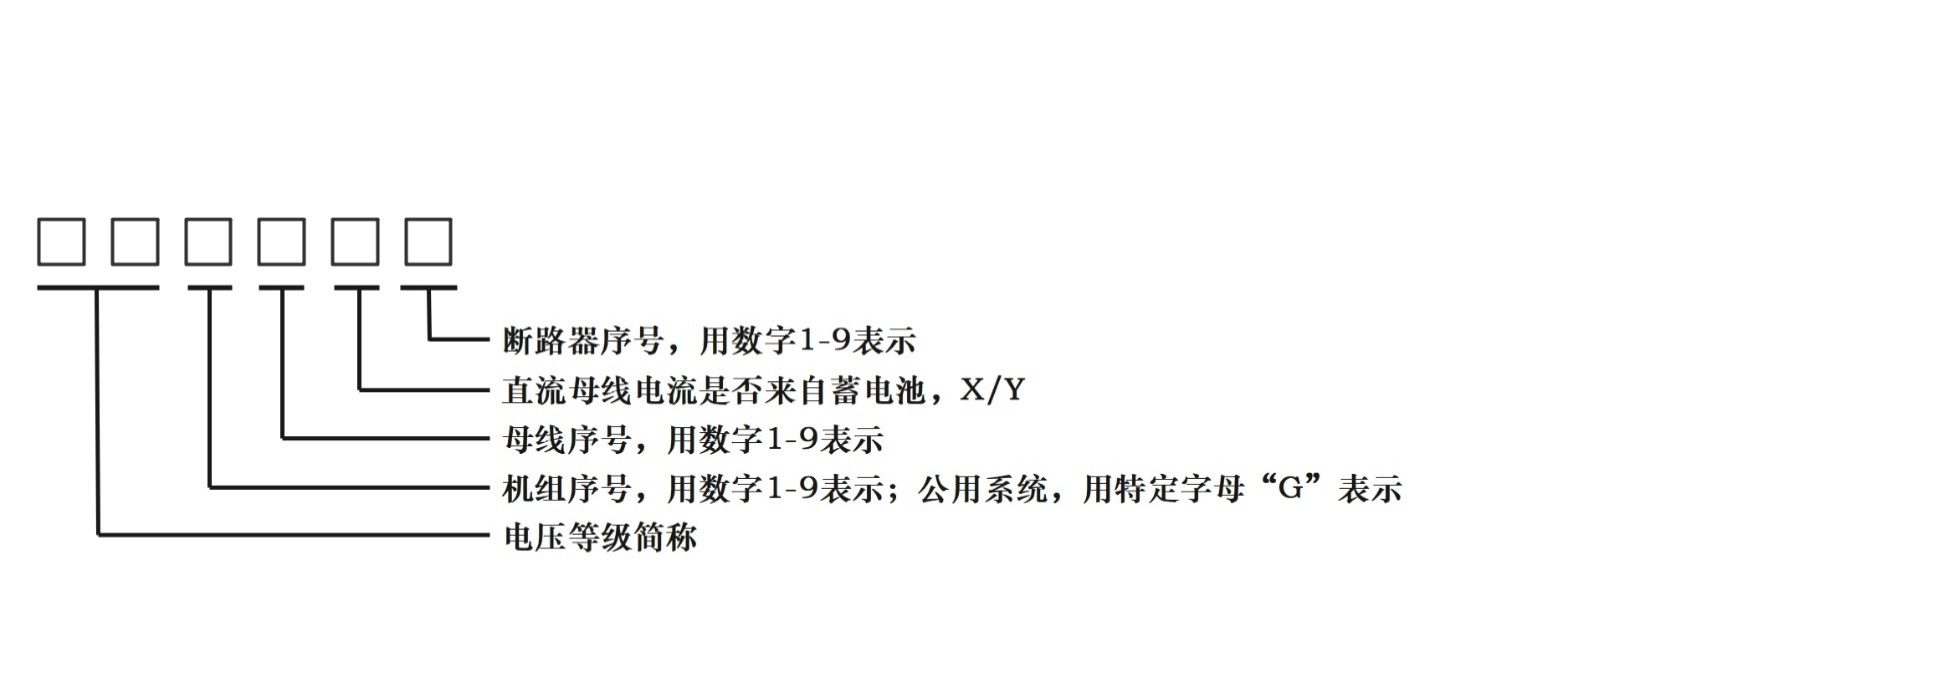 断路器序号，用数字1-9表示
直流母线电流是否来自蓄电池，X/Y
母线序号，用数字1-9表示
机组序号，用数字1-9表示；公用系统，用特定字母“G”表示
电压等级简称